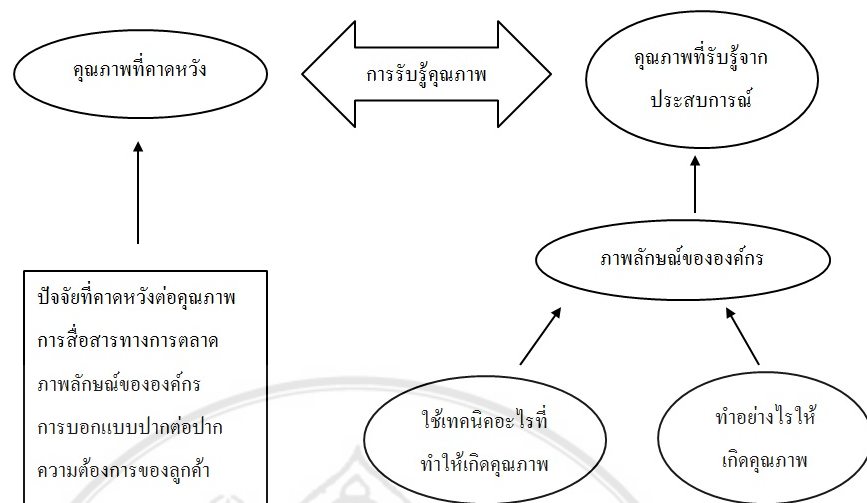 คุณภาพที่คาดหวัง
การรับรู้คุณภาพ
คุณภาพที่รับรู้จาก
ประสบการณ์
ภาพลักษณ์ขององค์กร
ปัจจัยที่คาดหวังต่อคุณภาพ
การสื่อสารทางการตลาด
ภาพลักษณ์ขององค์กร
การบอกแบบปากต่อปาก
ความต้องการของลูกค้า
ใช้เทคนิคอะไรที่
ทำให้เกิดคุณภาพ
ทำอย่างไรให้
เกิดคุณภาพ